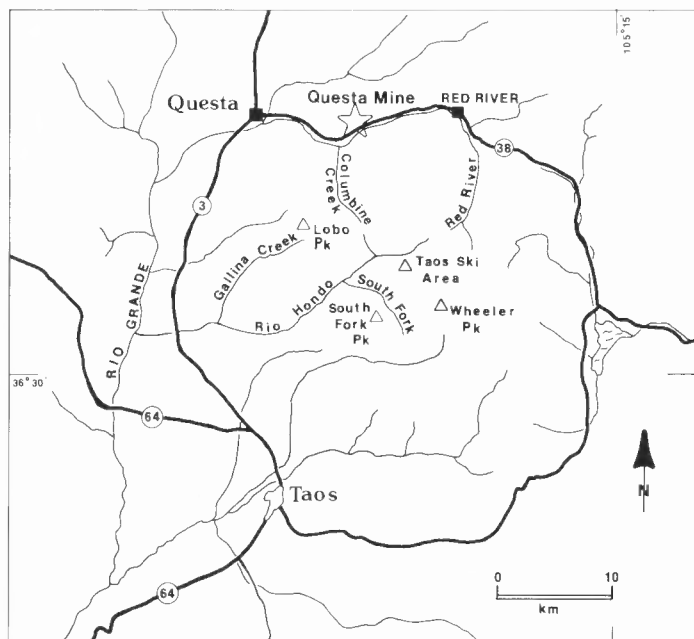 105°15'
Questa
Questa Mine
RED RIVER
38
Columbine
Creek
Red River
3
Lobo
Pk
Gallina Creek
Taos Ski
Area
RIO GRANDE
Rio Hondo
South Fork
South
Fork
Pk
Wheeler Pk
36°30'
64
N
Taos
0
10
km
64